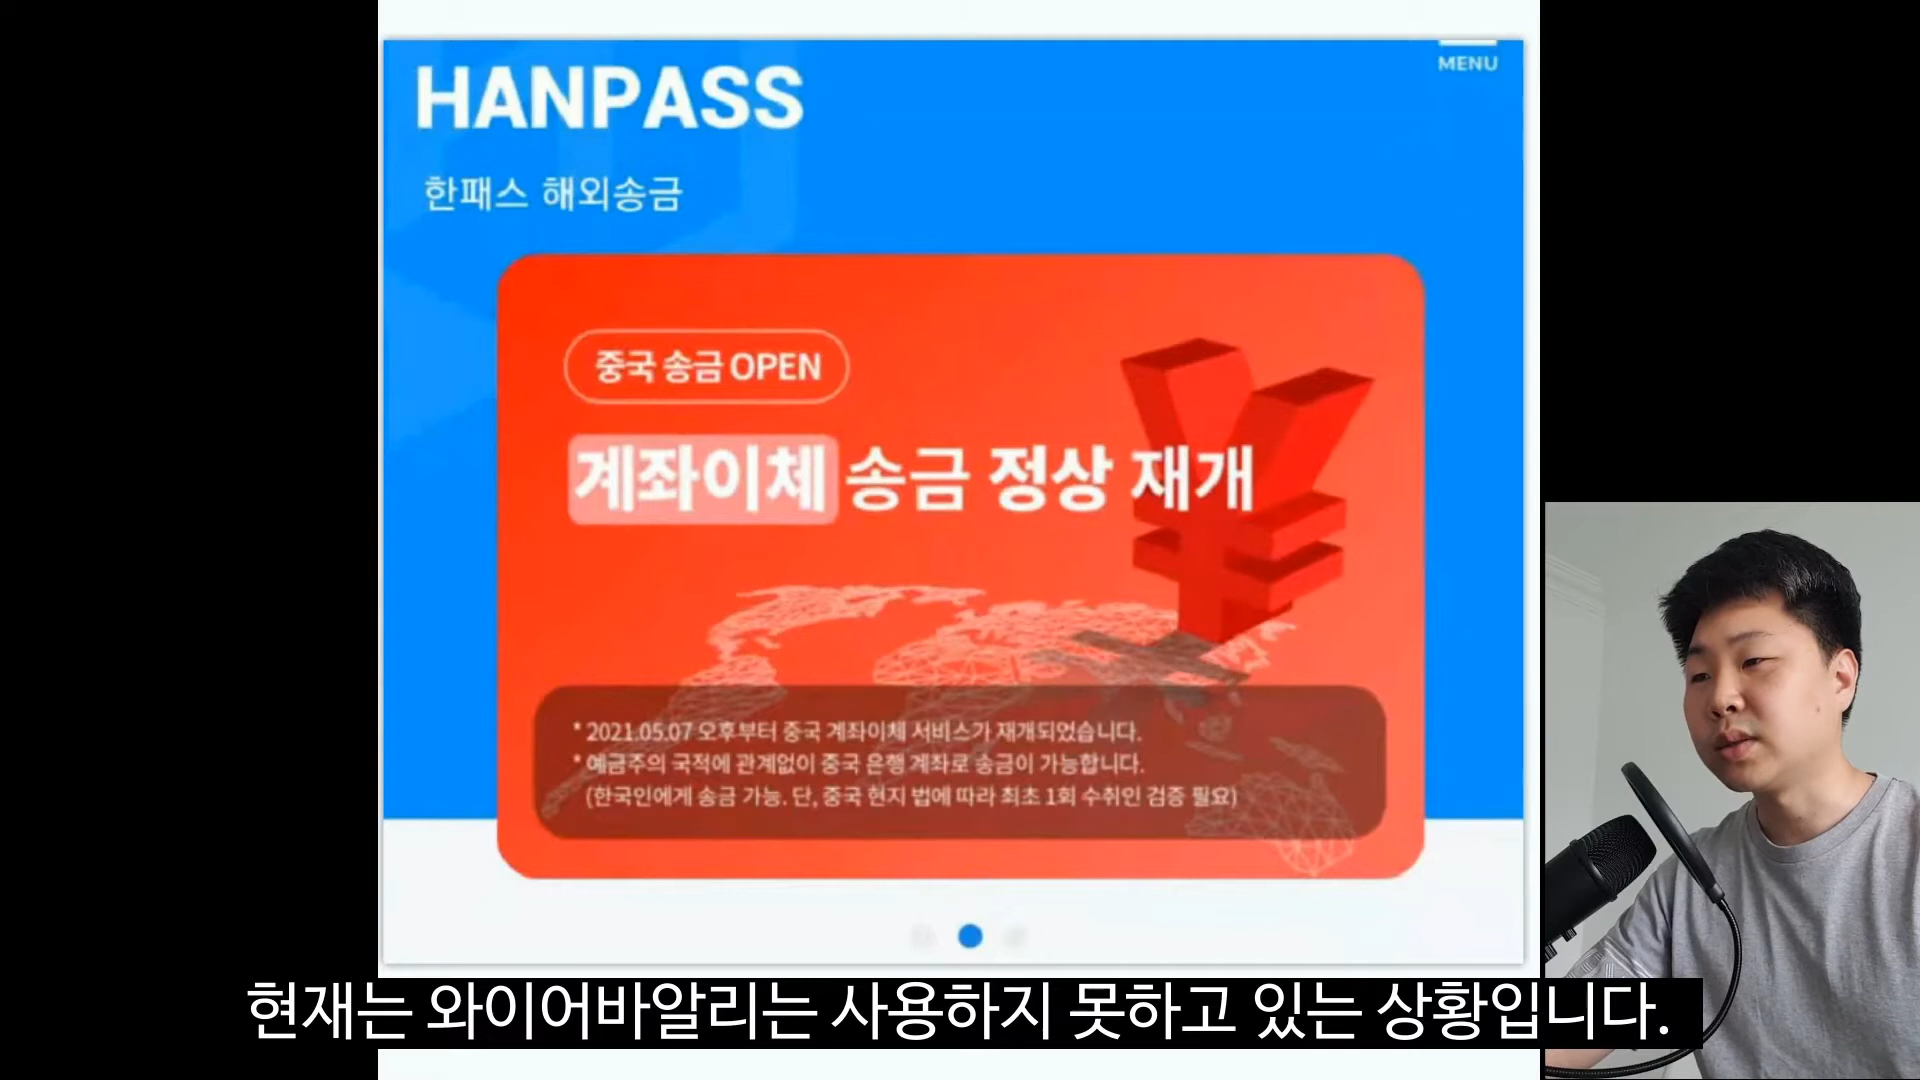 HANPASS
MENU
한패스 해외송금
중국 송금 OPEN
계좌이체 송금 정상 재개
* 2021.05.07 오후부터 중국 계좌이체 서비스가 재개되었습니다.
* 예금주의 국적에 관계없이 중국 은행 계좌로 송금이 가능합니다.
(한국인에게 송금 가능. 단, 중국 현지 법에 따라 최초 1회 수취인 검증 필요)
현재는 와이어바알리는 사용하지 못하고 있는 상황입니다.